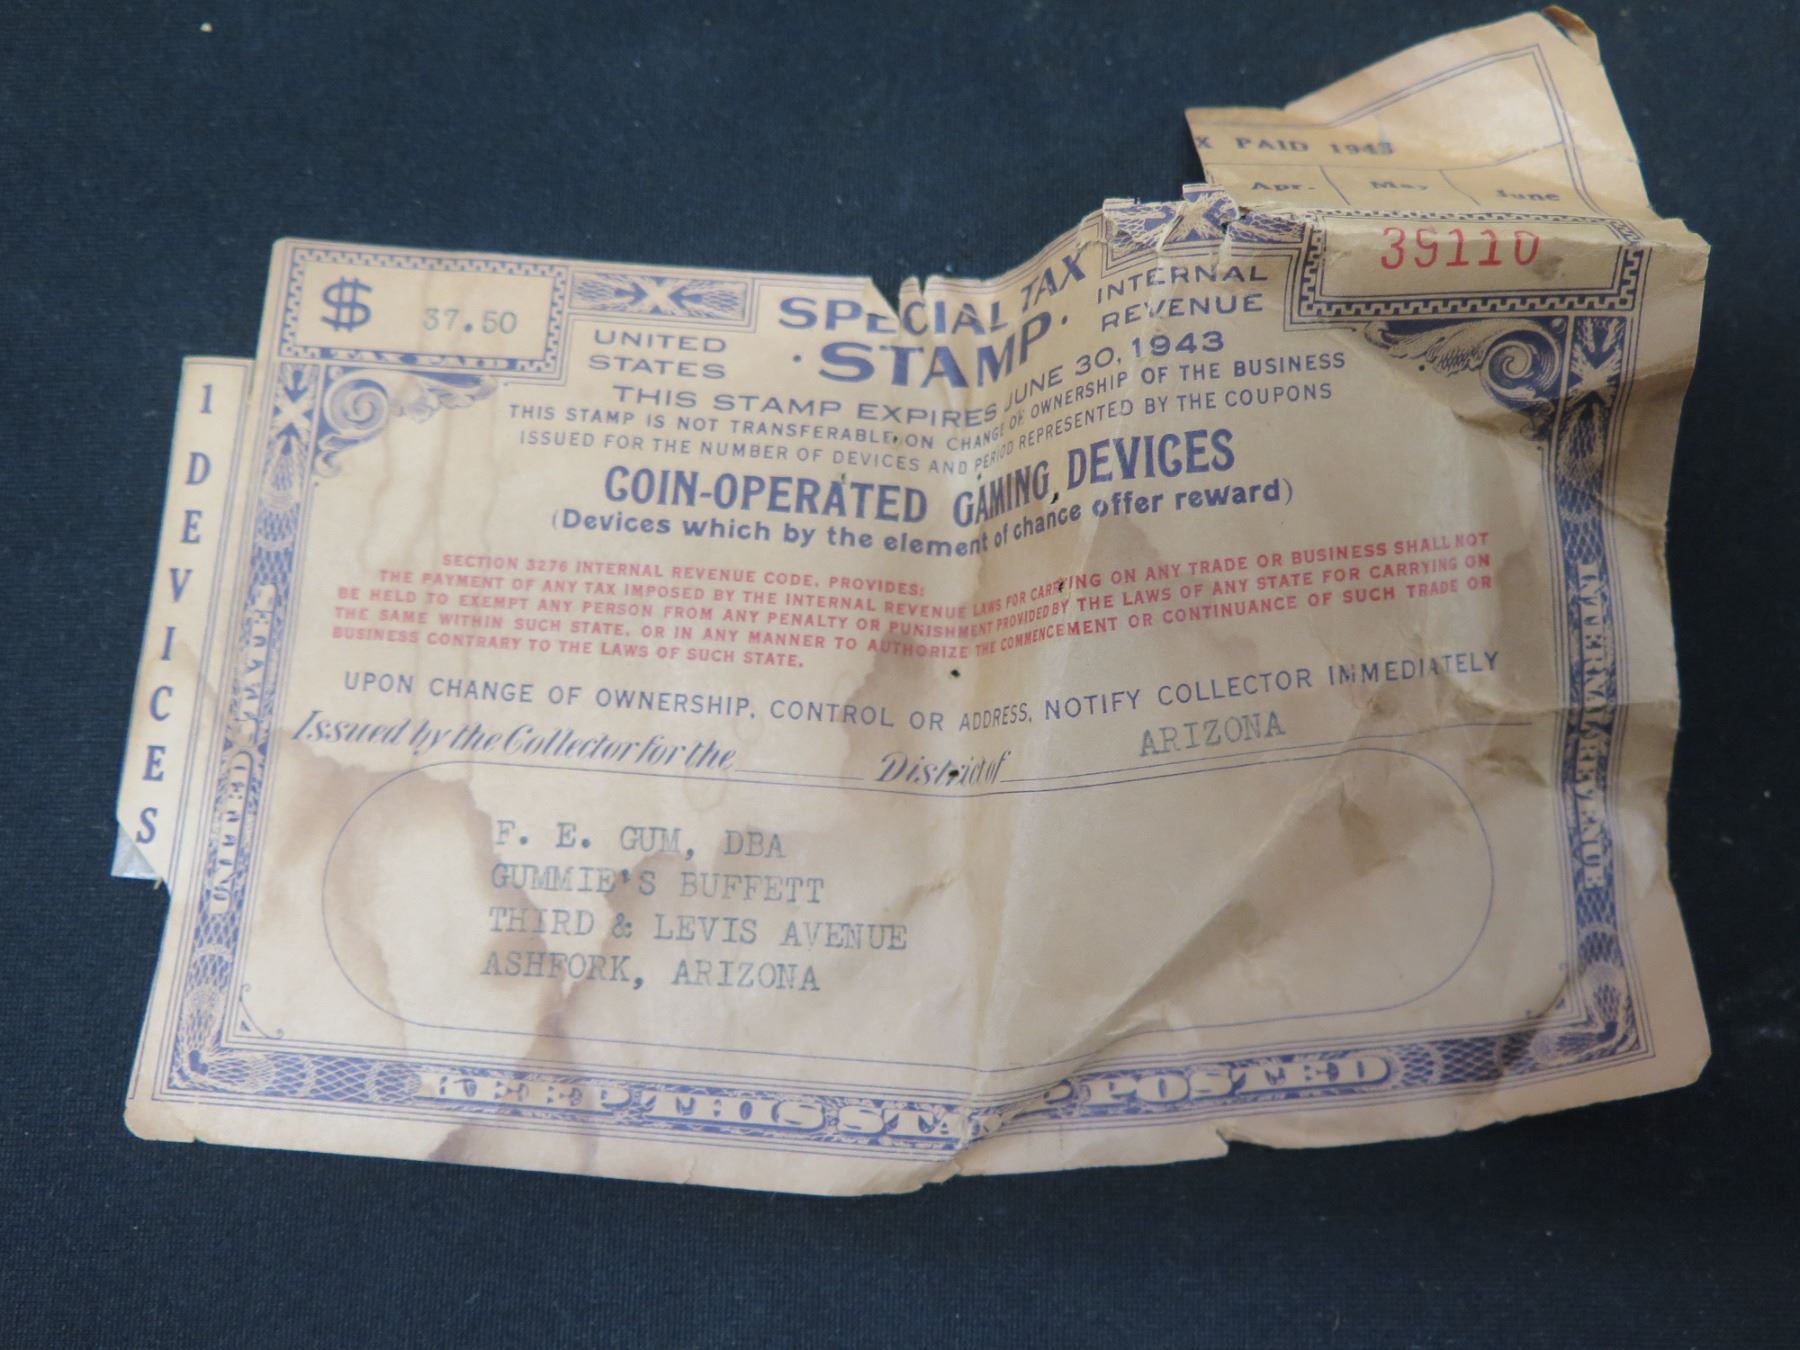 X PAID 1943
Apr. May June
$ 37.50
TAX PAID
39110
SPECIAL TAX
· STAMP ·
UNITED
STATES
INTERNAL
REVENUE
THIS STAMP EXPIRES JUNE 30, 1943
THIS STAMP IS NOT TRANSFERABLE ON CHANGE OF OWNERSHIP OF THE BUSINESS
ISSUED FOR THE NUMBER OF DEVICES AND PERIOD REPRESENTED BY THE COUPONS
COIN-OPERATED GAMING DEVICES
(Devices which by the element of chance offer reward)
SECTION 3276 INTERNAL REVENUE CODE, PROVIDES:
THE PAYMENT OF ANY TAX IMPOSED BY THE INTERNAL REVENUE LAWS FOR CARRYING ON ANY TRADE OR BUSINESS SHALL NOT
BE HELD TO EXEMPT ANY PERSON FROM ANY PENALTY OR PUNISHMENT PROVIDED BY THE LAWS OF ANY STATE FOR CARRYING ON
THE SAME WITHIN SUCH STATE, OR IN ANY MANNER TO AUTHORIZE THE COMMENCEMENT OR CONTINUANCE OF SUCH TRADE OR
BUSINESS CONTRARY TO THE LAWS OF SUCH STATE.
UPON CHANGE OF OWNERSHIP, CONTROL OR ADDRESS, NOTIFY COLLECTOR IMMEDIATELY
Issued by the Collector for the District of ARIZONA
F. E. GUM, DBA
GUMMIE'S BUFFETT
THIRD & LEVIS AVENUE
ASHFORK, ARIZONA
KEEP THIS STAMP POSTED
1 DEVICES
UNITED STATES
INTERNAL REVENUE